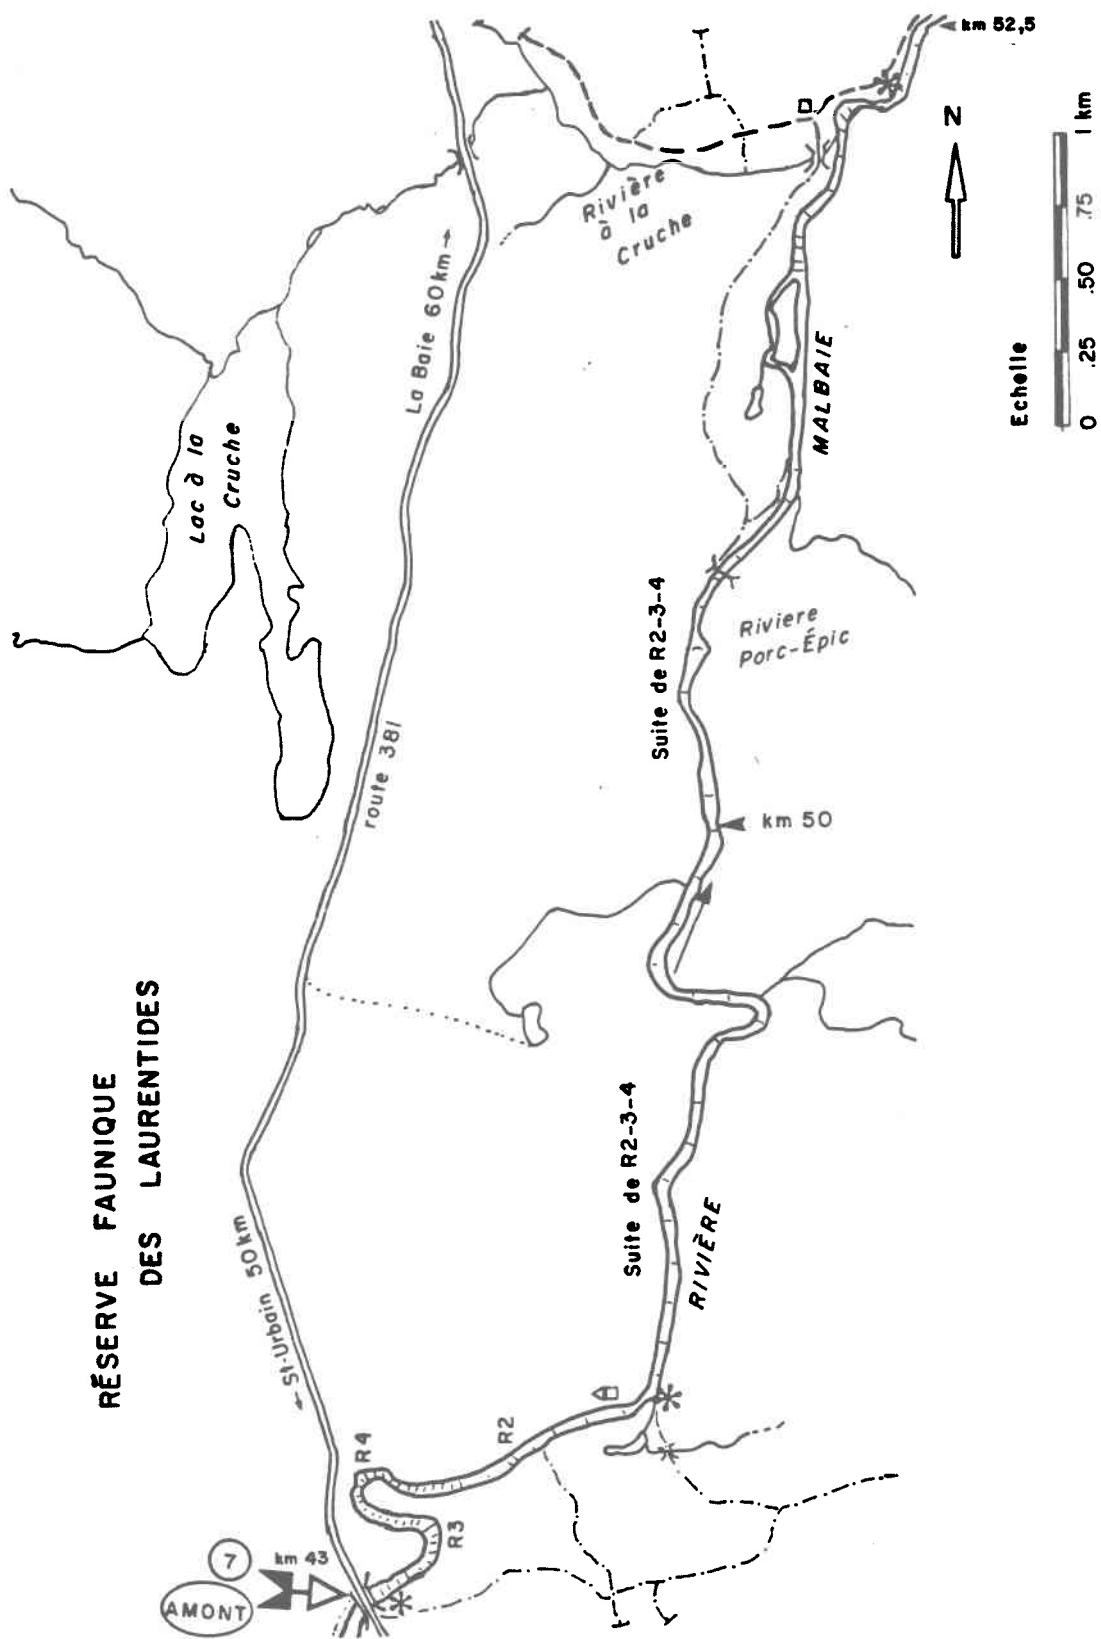 km 52,5
N
1 km
.75
.50
.25
0
Echelle
Rivière
à la
Cruche
La Baie 60 km →
Lac à la
Cruche
MALBAIE
Suite de R2-3-4
Riviere
Porc-Épic
route 381
km 50
RÉSERVE FAUNIQUE
DES LAURENTIDES
Suite de R2-3-4
RIVIÈRE
← St-Urbain 50 km
R2
R4
R3
7
km 43
AMONT